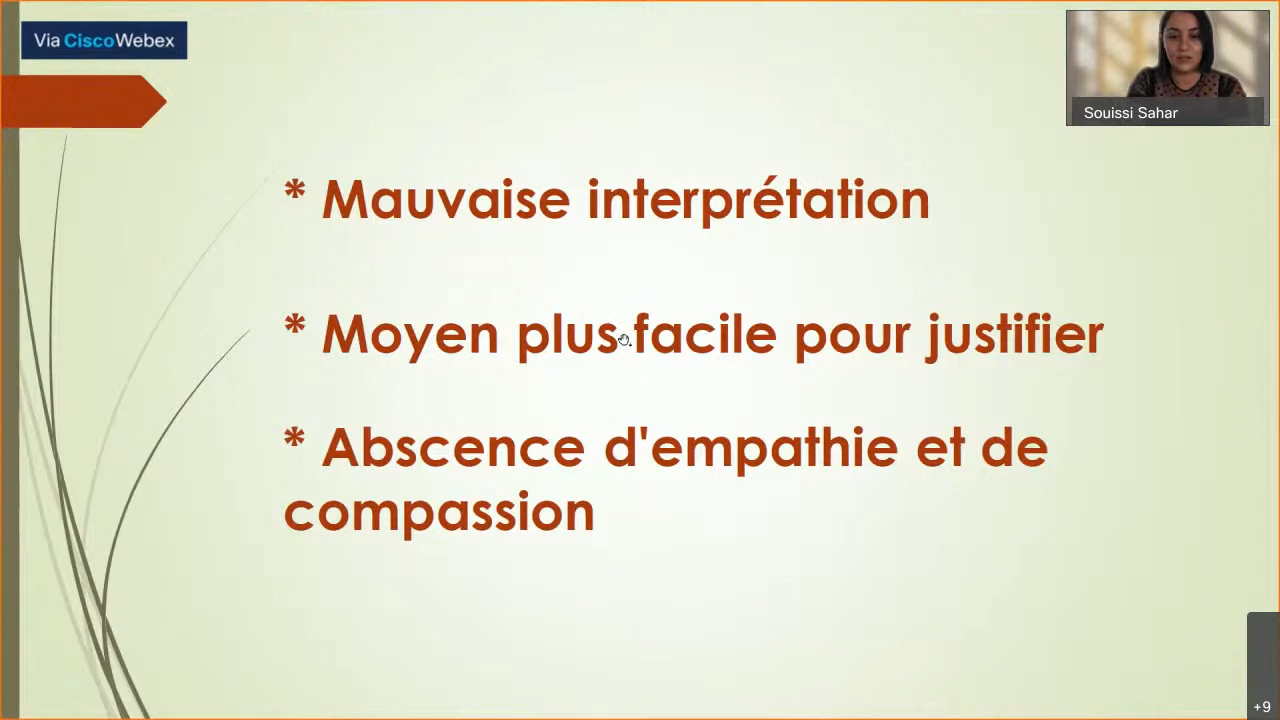 Via CiscoWebex
Souissi Sahar
* Mauvaise interprétation
* Moyen plus facile pour justifier
* Abscence d'empathie et de
compassion
+9